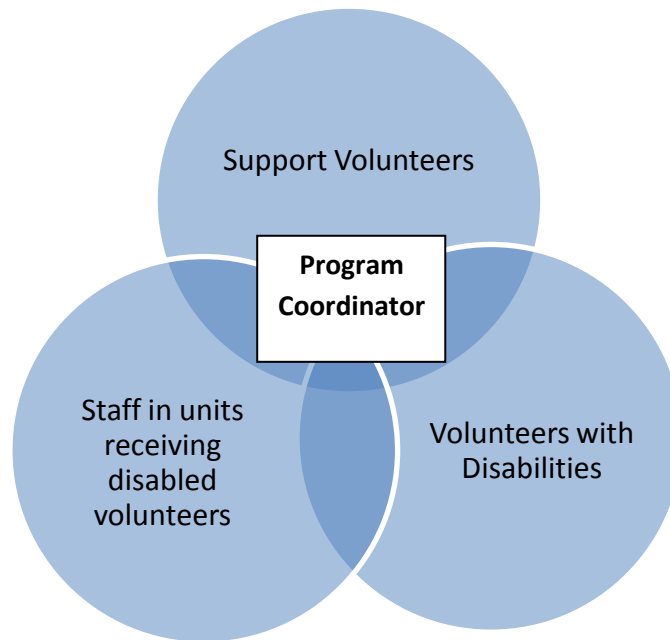 Support Volunteers
Program
Coordinator
Staff in units
receiving
disabled
volunteers
Volunteers with
Disabilities